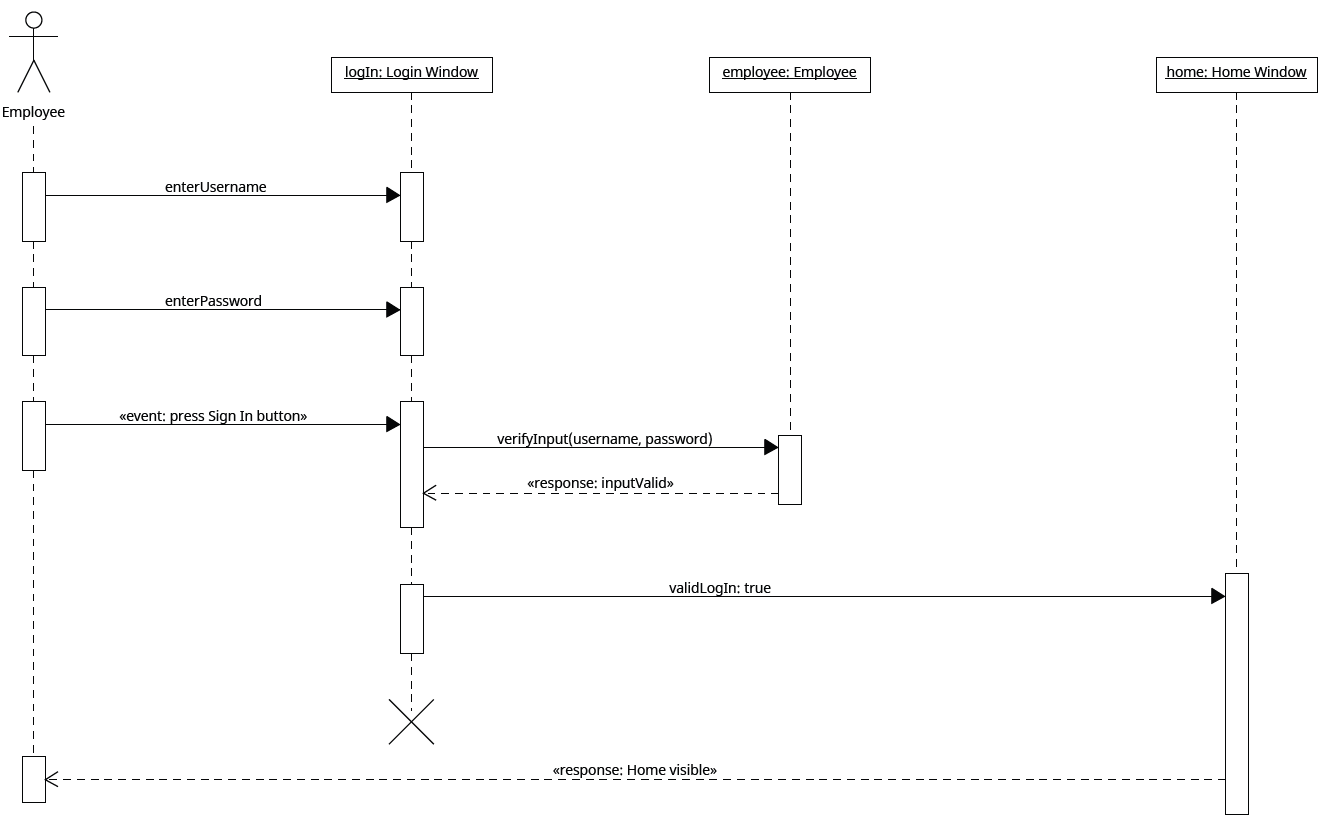 logIn: Login Window
employee: Employee
home: Home Window
Employee
enterUsername
enterPassword
«event: press Sign In button»
verifyInput(username, password)
«response: inputValid»
validLogIn: true
«response: Home visible»